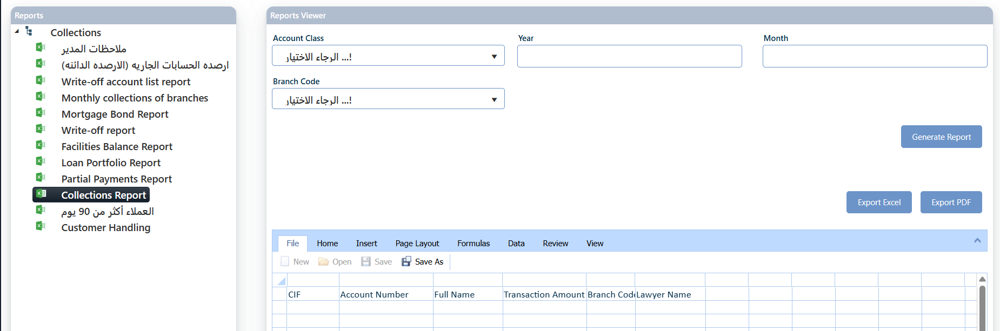 Reports
Collections
ملاحظات المدير
ارصده الحسابات الجاريه (الارصده الدائنه)
Write-off account list report
Monthly collections of branches
Mortgage Bond Report
Write-off report
Facilities Balance Report
Loan Portfolio Report
Partial Payments Report
Collections Report
العملاء أكثر من 90 يوم
Customer Handling
Reports Viewer
Account Class
الرجاء الاختيار ...!
Year
Month
Branch Code
الرجاء الاختيار ...!
Generate Report
Export Excel
Export PDF
File Home Insert Page Layout Formulas Data Review View
New Open Save Save As
CIF Account Number Full Name Transaction Amount Branch Code Lawyer Name